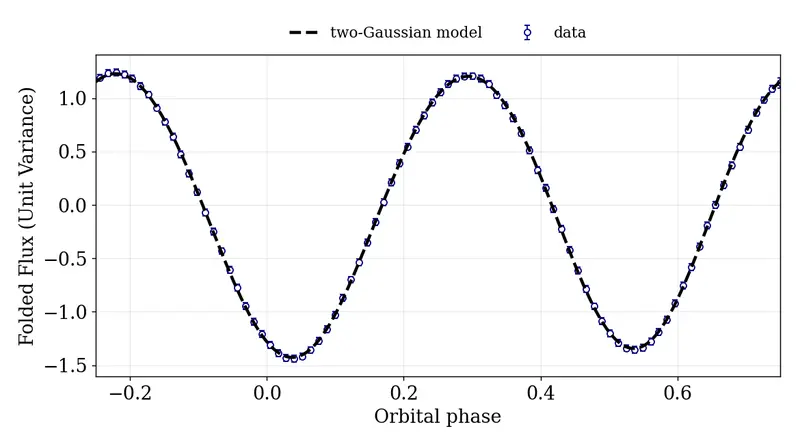 two-Gaussian model data
Folded Flux (Unit Variance)
1.0
0.5
0.0
−0.5
−1.0
−1.5
−0.2 0.0 0.2 0.4 0.6
Orbital phase